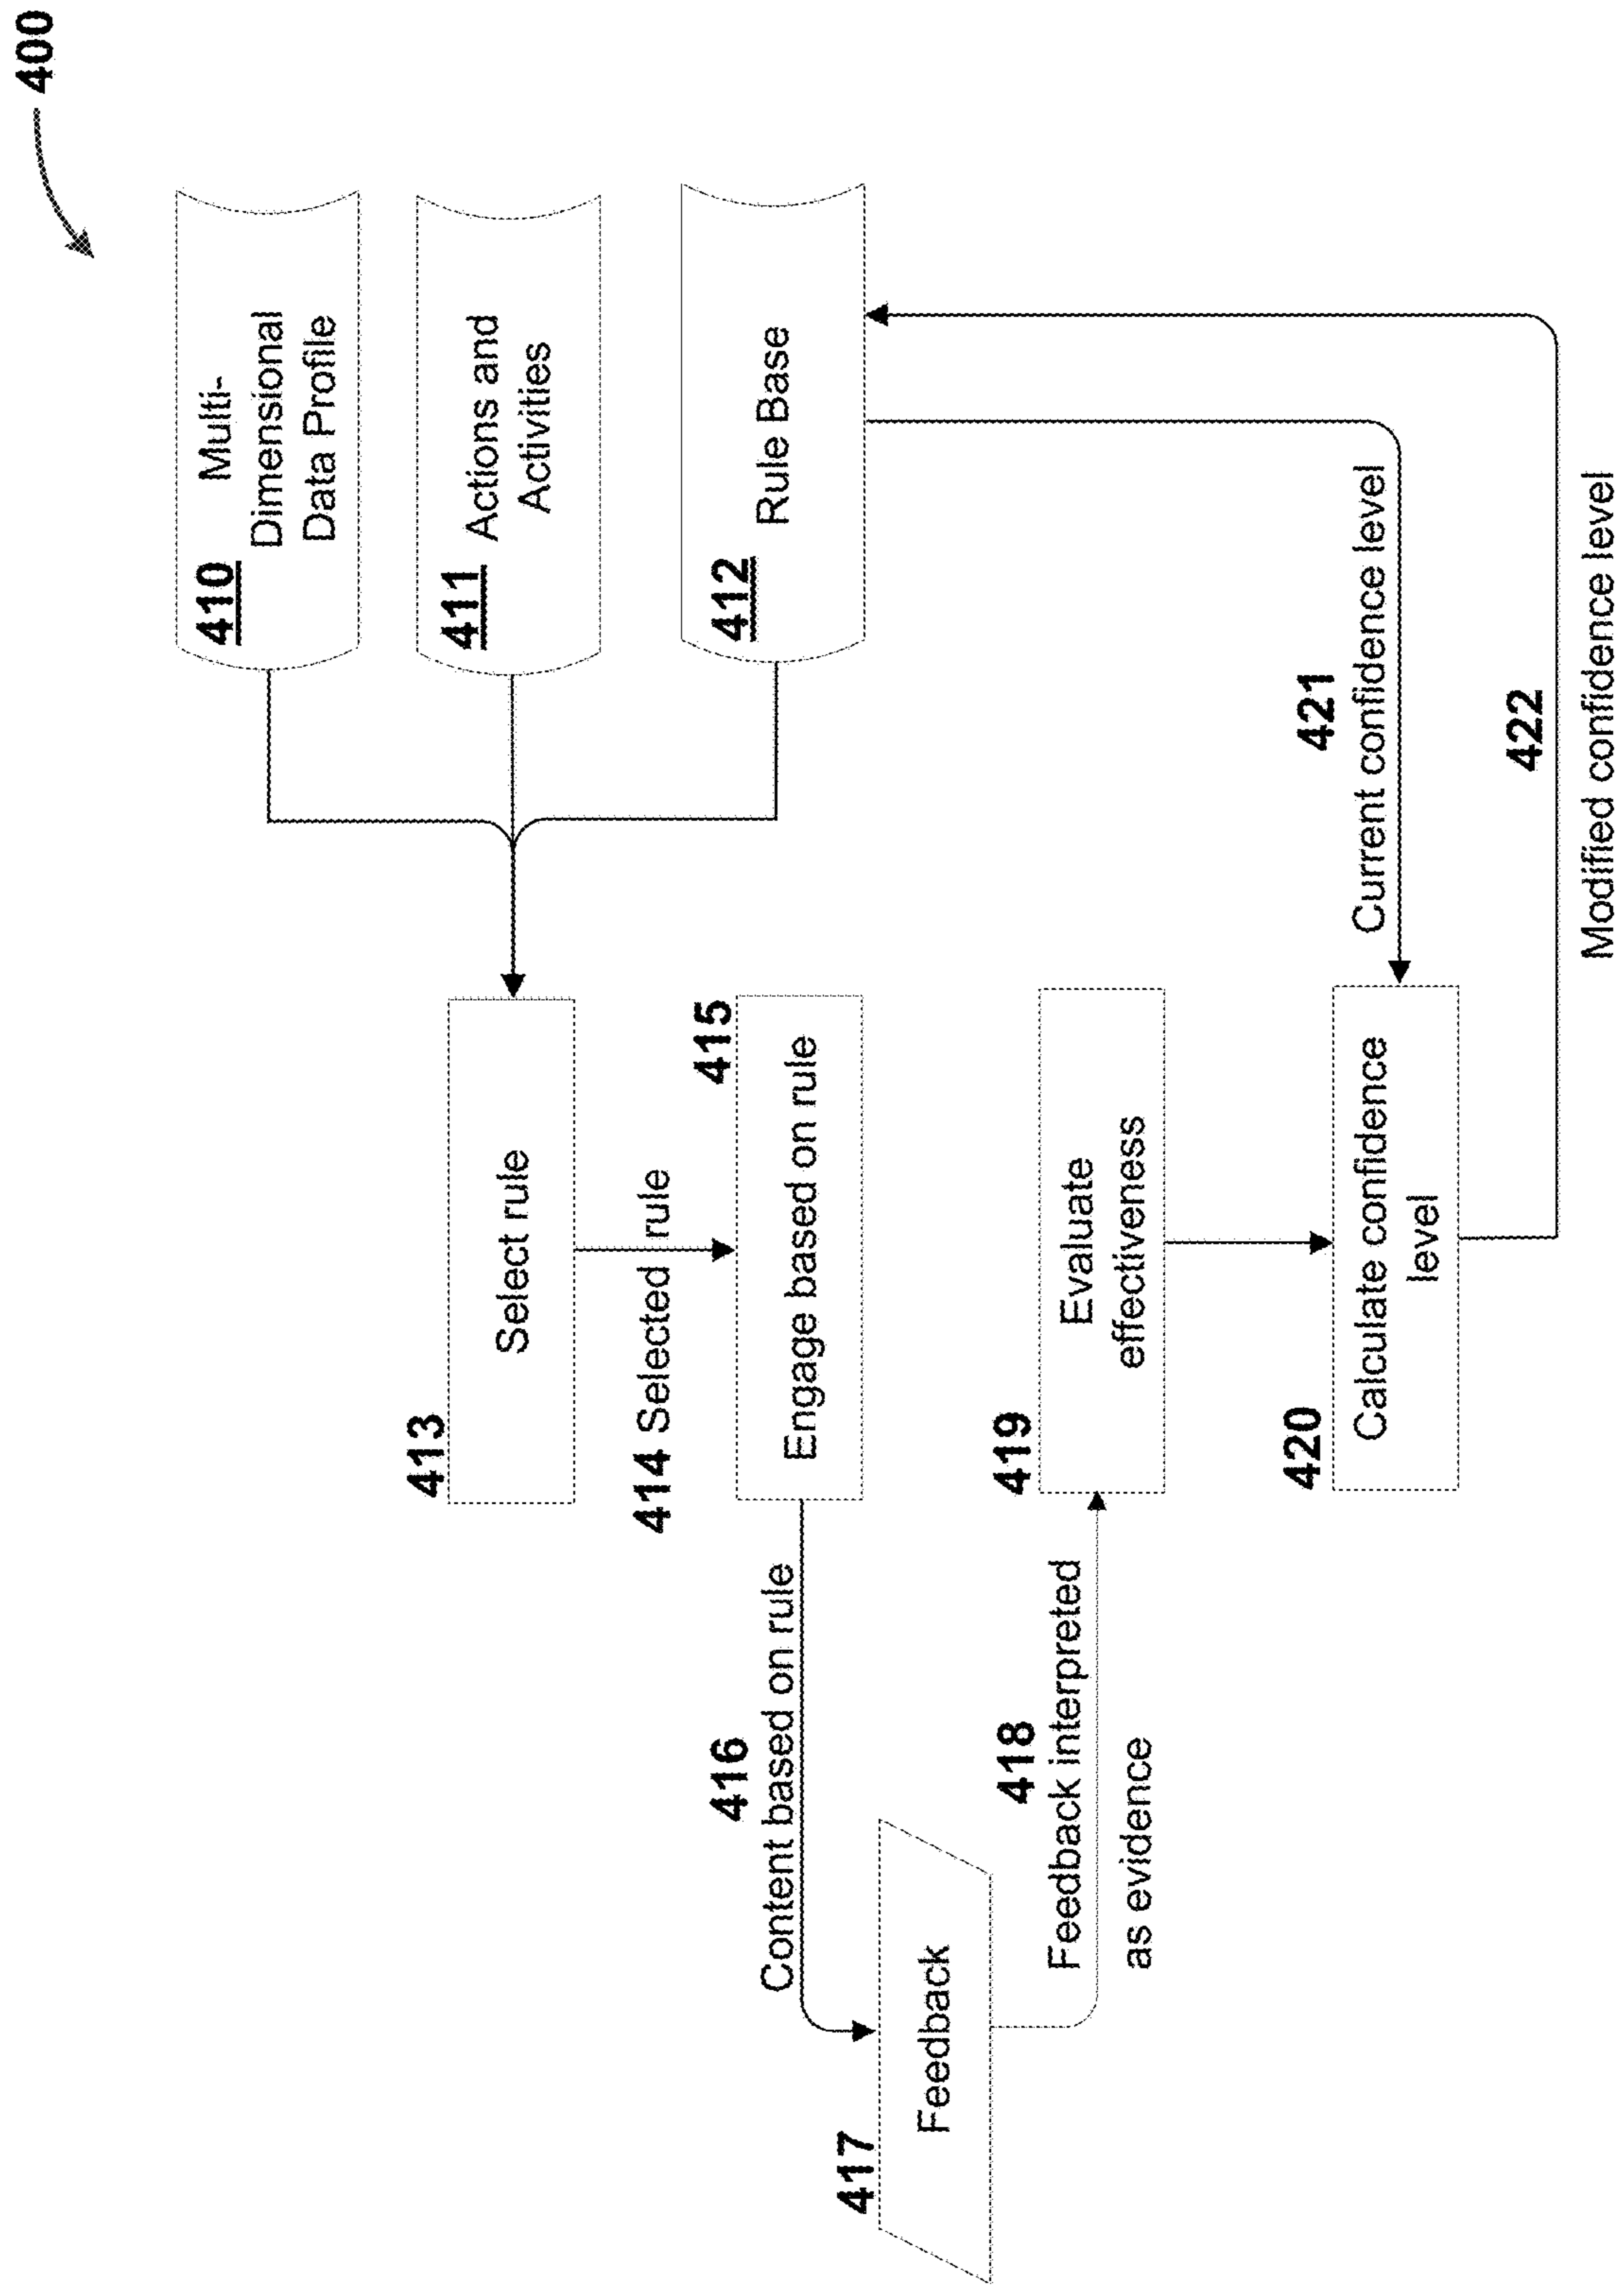 400
410
Multi-
Dimensional
Data Profile
411
Actions and
Activities
412
Rule Base
413
Select rule
414 Selected rule
415
Engage based on rule
416
Content based on rule
417
Feedback
418
Feedback interpreted
as evidence
419
Evaluate
effectiveness
420
Calculate confidence
level
421
Current confidence level
422
Modified confidence level